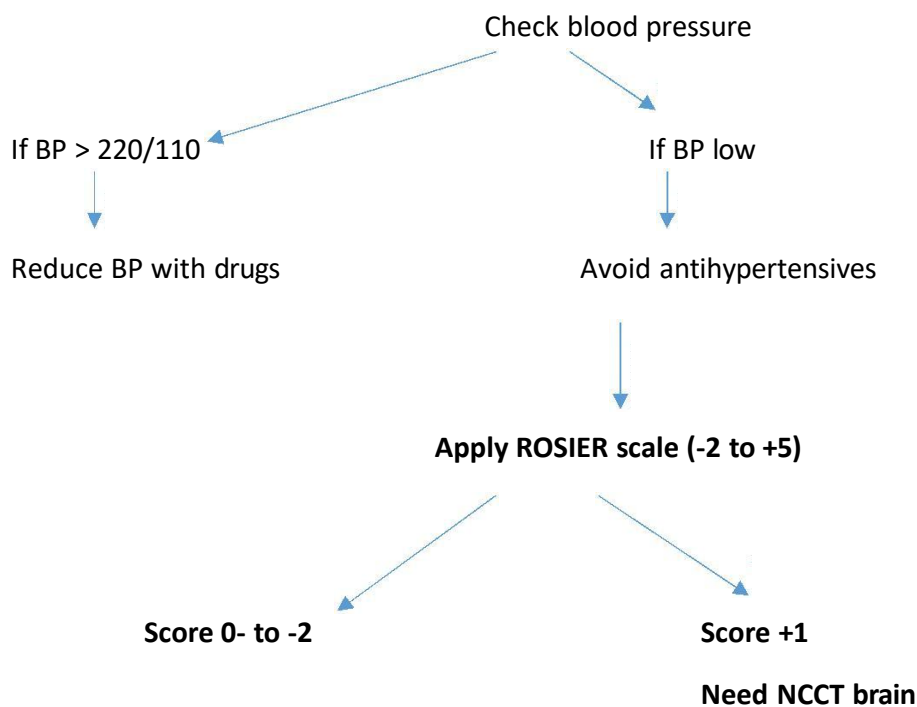 Check blood pressure
If BP > 220/110
If BP low
Reduce BP with drugs
Avoid antihypertensives
Apply ROSIER scale (-2 to +5)
Score 0- to -2
Score +1
Need NCCT brain